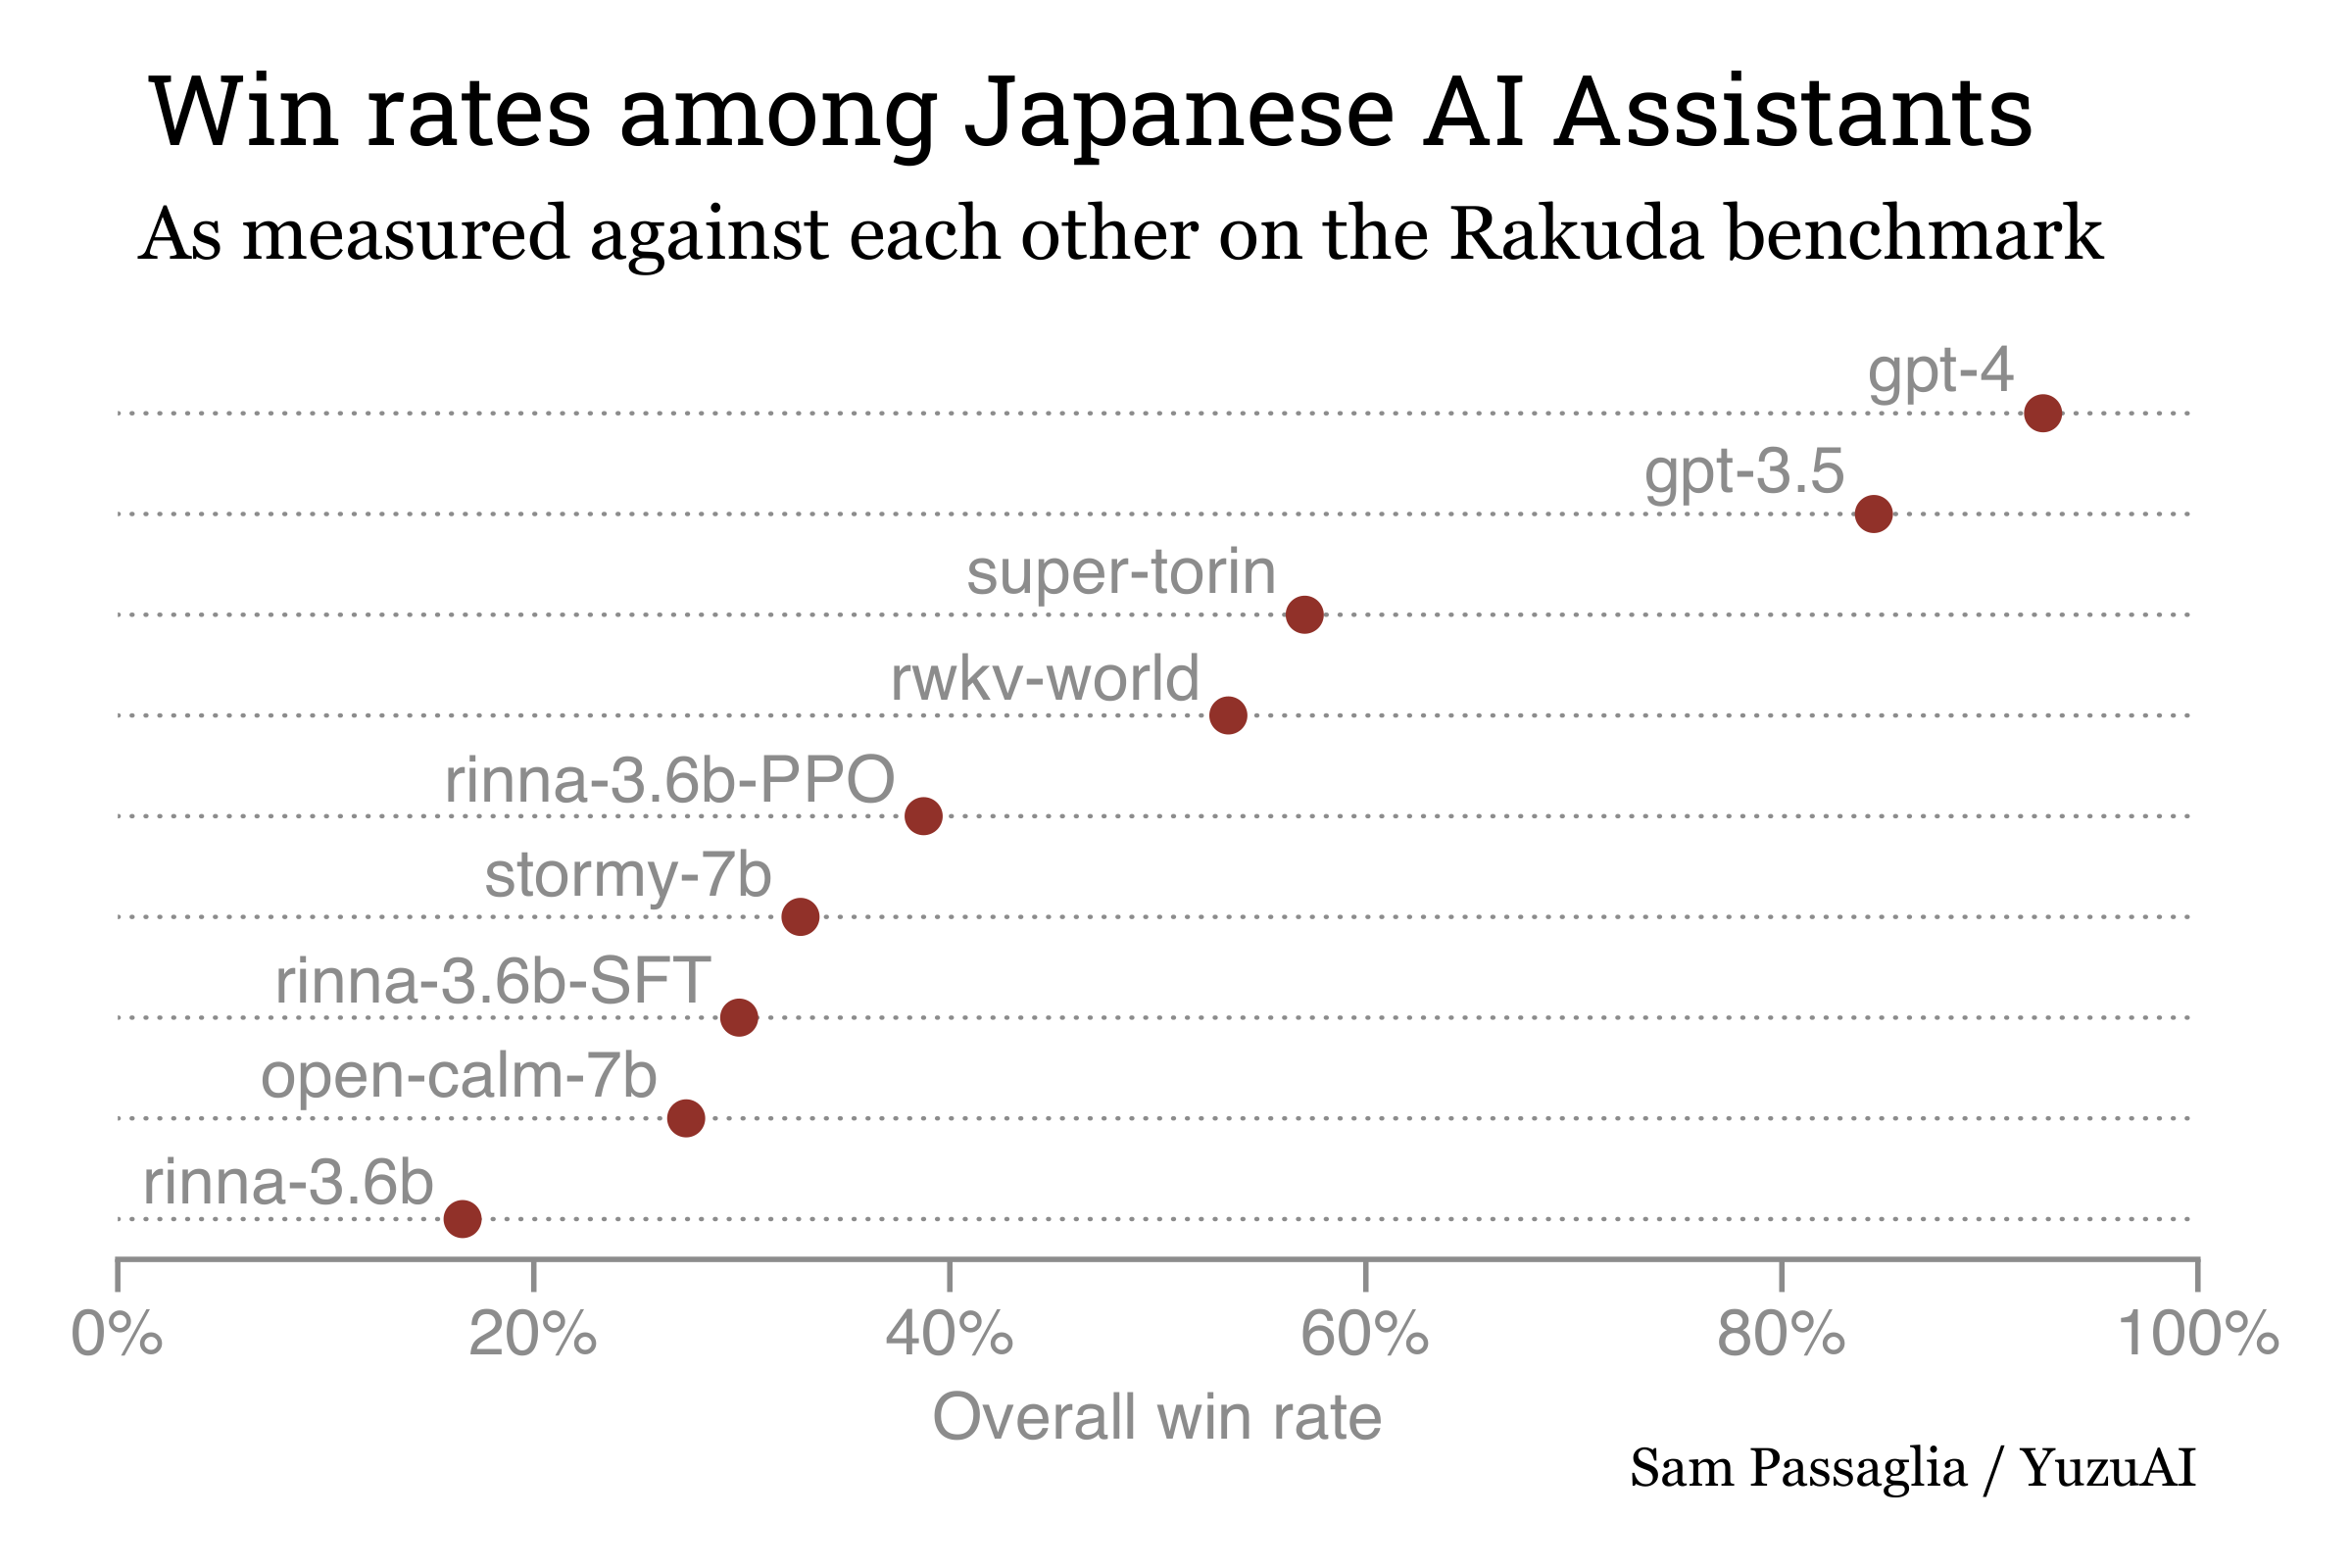 Win rates among Japanese AI Assistants
As measured against each other on the Rakuda benchmark
gpt-4
gpt-3.5
super-torin
rwkv-world
rinna-3.6b-PPO
stormy-7b
rinna-3.6b-SFT
open-calm-7b
rinna-3.6b
0% 20% 40% 60% 80% 100%
Overall win rate
Sam Passaglia / YuzuAI